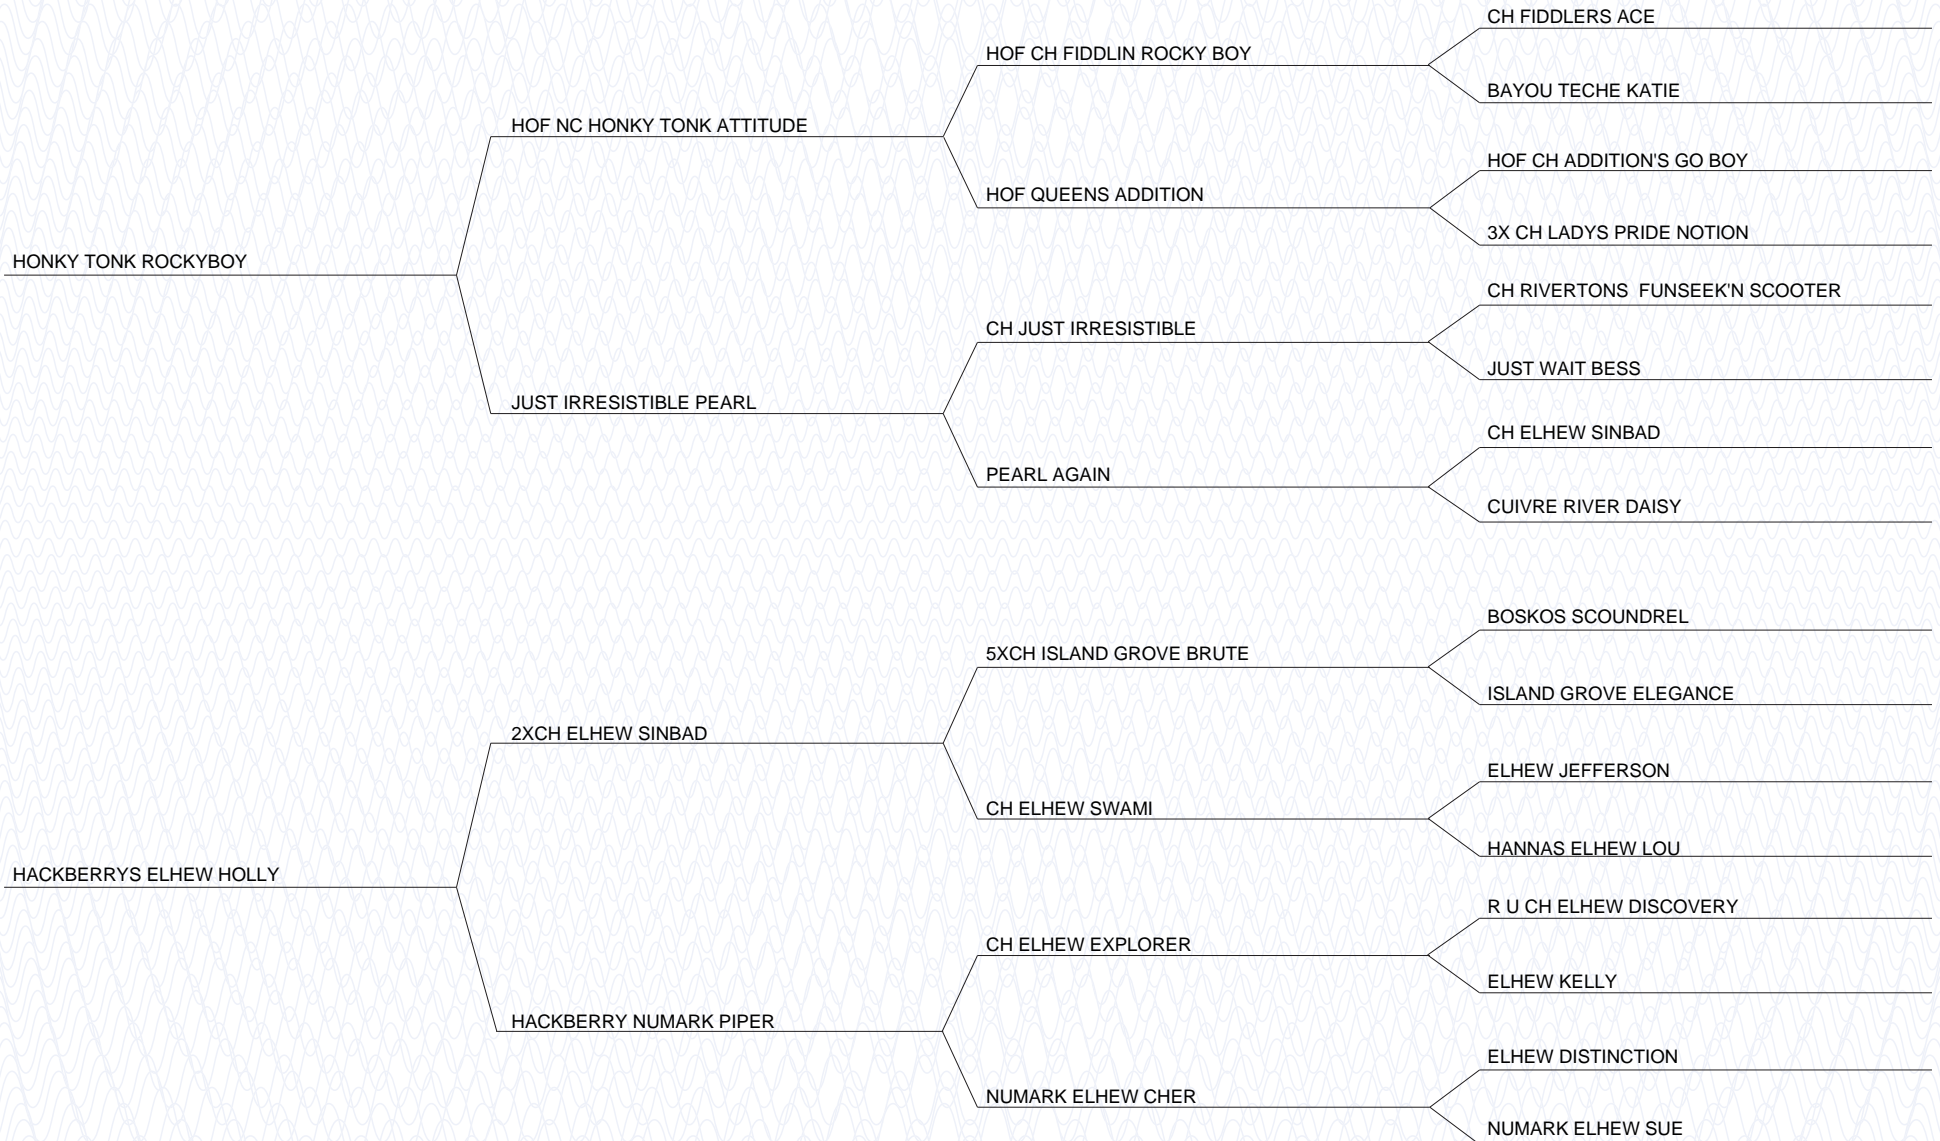 CH FIDDLERS ACE
HOF CH FIDDLIN ROCKY BOY
BAYOU TECHE KATIE
HOF NC HONKY TONK ATTITUDE
HOF CH ADDITION'S GO BOY
HOF QUEENS ADDITION
3X CH LADYS PRIDE NOTION
HONKY TONK ROCKYBOY
CH RIVERTONS  FUNSEEK'N SCOOTER
CH JUST IRRESISTIBLE
JUST WAIT BESS
JUST IRRESISTIBLE PEARL
CH ELHEW SINBAD
PEARL AGAIN
CUIVRE RIVER DAISY
BOSKOS SCOUNDREL
5XCH ISLAND GROVE BRUTE
ISLAND GROVE ELEGANCE
2XCH ELHEW SINBAD
ELHEW JEFFERSON
CH ELHEW SWAMI
HANNAS ELHEW LOU
HACKBERRYS ELHEW HOLLY
R U CH ELHEW DISCOVERY
CH ELHEW EXPLORER
ELHEW KELLY
HACKBERRY NUMARK PIPER
ELHEW DISTINCTION
NUMARK ELHEW CHER
NUMARK ELHEW SUE